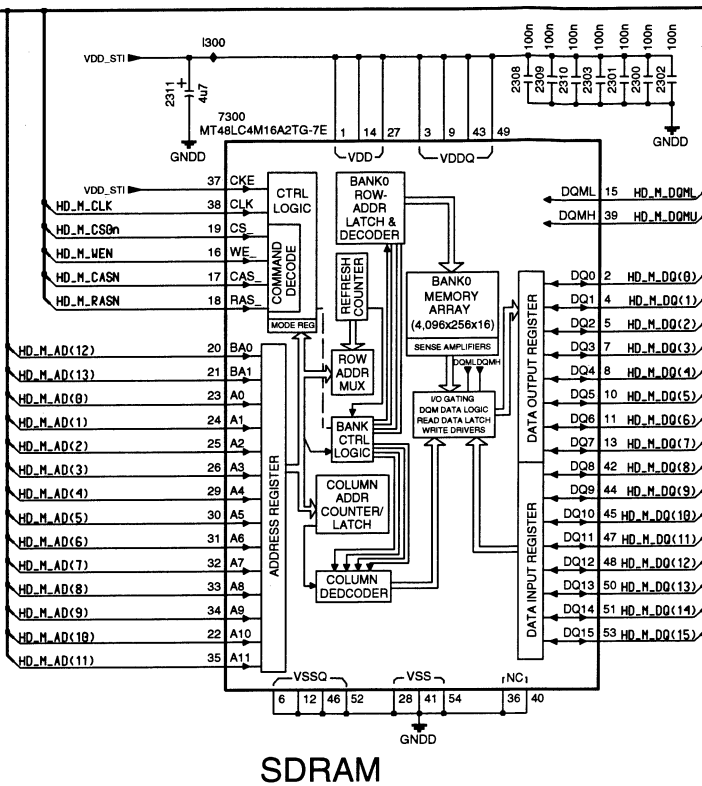 100n 100n 100n 100n 100n 100n 100n
I300
VDD_STI
2311 4u7
2308 2309 2310 2303 2301 2300 2302
GNDD
GNDD
7300
MT48LC4M16A2TG-7E
1 14 27 3 9 43 49
VDD VDDQ
VDD_STI 37 CKE
HD_M_CLK 38 CLK
HD_M_CS0n 19 CS_
HD_M_WEN 16 WE_
HD_M_CASN 17 CAS_
HD_M_RASN 18 RAS_
CTRL
LOGIC
COMMAND
DECODE
MODE REG
BANK0
ROW-
ADDR
LATCH &
DECODER
REFRESH
COUNTER
BANK0
MEMORY
ARRAY
(4,096x256x16)
SENSE AMPLIFIERS
DQML DQMH
ROW
ADDR
MUX
I/O GATING
DQM DATA LOGIC
READ DATA LATCH
WRITE DRIVERS
BANK
CTRL
LOGIC
COLUMN
ADDR
COUNTER/
LATCH
COLUMN
DEDCODER
HD_M_AD(12) 20 BA0
HD_M_AD(13) 21 BA1
HD_M_AD(0) 23 A0
HD_M_AD(1) 24 A1
HD_M_AD(2) 25 A2
HD_M_AD(3) 26 A3
HD_M_AD(4) 29 A4
HD_M_AD(5) 30 A5
HD_M_AD(6) 31 A6
HD_M_AD(7) 32 A7
HD_M_AD(8) 33 A8
HD_M_AD(9) 34 A9
HD_M_AD(10) 22 A10
HD_M_AD(11) 35 A11
ADDRESS REGISTER
DATA OUTPUT REGISTER
DATA INPUT REGISTER
DQML 15 HD_M_DQML
DQMH 39 HD_M_DQMU
DQ0 2 HD_M_DQ(0)
DQ1 4 HD_M_DQ(1)
DQ2 5 HD_M_DQ(2)
DQ3 7 HD_M_DQ(3)
DQ4 8 HD_M_DQ(4)
DQ5 10 HD_M_DQ(5)
DQ6 11 HD_M_DQ(6)
DQ7 13 HD_M_DQ(7)
DQ8 42 HD_M_DQ(8)
DQ9 44 HD_M_DQ(9)
DQ10 45 HD_M_DQ(10)
DQ11 47 HD_M_DQ(11)
DQ12 48 HD_M_DQ(12)
DQ13 50 HD_M_DQ(13)
DQ14 51 HD_M_DQ(14)
DQ15 53 HD_M_DQ(15)
VSSQ VSS NC
6 12 46 52 28 41 54 36 40
GNDD
SDRAM